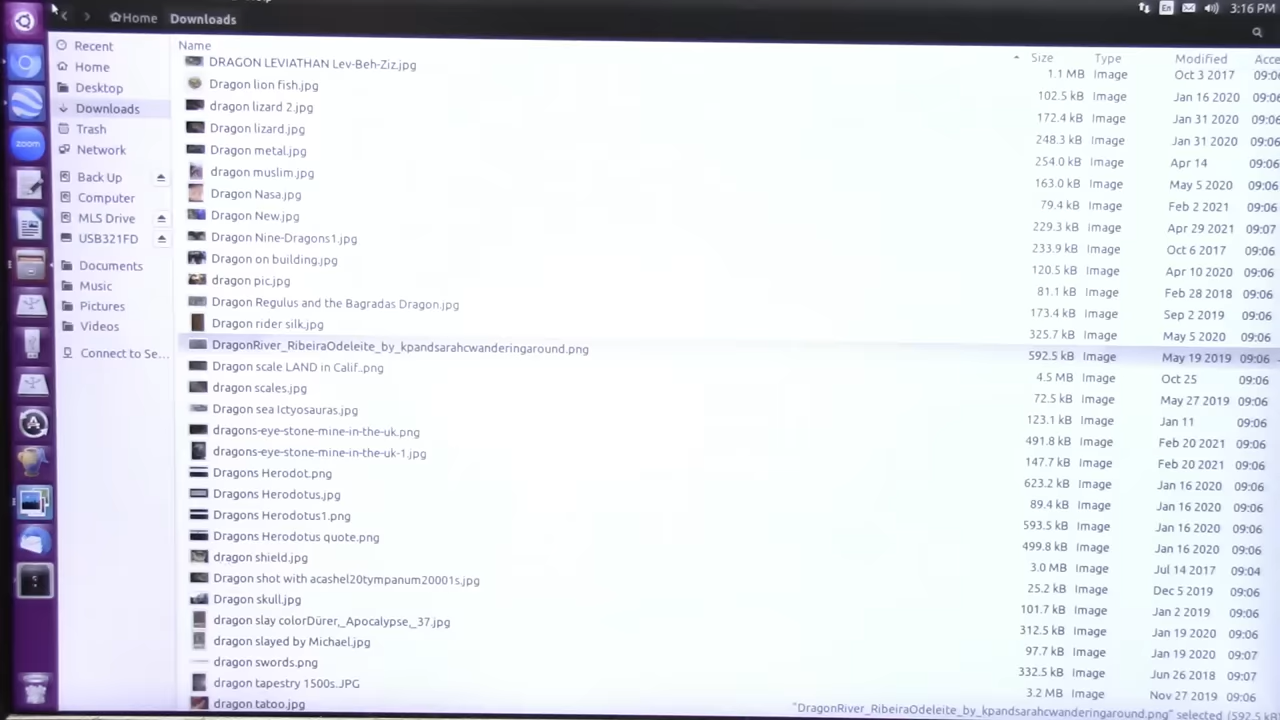 En 3:16 PM
Home Downloads
Recent
Home
Desktop
Downloads
Trash
Network
Back Up
Computer
MLS Drive
USB321FD
Documents
Music
Pictures
Videos
Connect to Se...
zoom
Name Size Type Modified Acce
DRAGON LEVIATHAN Lev-Beh-Ziz.jpg 1.1 MB Image Oct 3 2017 09:06
Dragon lion fish.jpg 102.5 kB Image Jan 16 2020 09:06
dragon lizard 2.jpg 172.4 kB Image Jan 31 2020 09:06
Dragon lizard.jpg 248.3 kB Image Jan 31 2020 09:06
Dragon metal.jpg 254.0 kB Image Apr 14 09:06
dragon muslim.jpg 163.0 kB Image May 5 2020 09:06
Dragon Nasa.jpg 79.4 kB Image Feb 2 2021 09:06
Dragon New.jpg 229.3 kB Image Apr 29 2021 09:07
Dragon Nine-Dragons1.jpg 233.9 kB Image Oct 6 2017 09:06
Dragon on building.jpg 120.5 kB Image Apr 10 2020 09:06
dragon pic.jpg 81.1 kB Image Feb 28 2018 09:06
Dragon Regulus and the Bagradas Dragon.jpg 173.4 kB Image Sep 2 2019 09:06
Dragon rider silk.jpg 325.7 kB Image May 5 2020 09:06
DragonRiver_RibeiraOdeleite_by_kpandsarahcwanderingaround.png 592.5 kB Image May 19 2019 09:06
Dragon scale LAND in Calif..png 4.5 MB Image Oct 25 09:06
dragon scales.jpg 72.5 kB Image May 27 2019 09:06
Dragon sea Ictyosauras.jpg 123.1 kB Image Jan 11 09:06
dragons-eye-stone-mine-in-the-uk.png 491.8 kB Image Feb 20 2021 09:06
dragons-eye-stone-mine-in-the-uk-1.jpg 147.7 kB Image Feb 20 2021 09:06
Dragons Herodot.png 623.2 kB Image Jan 16 2020 09:06
Dragons Herodotus.jpg 89.4 kB Image Jan 16 2020 09:06
Dragons Herodotus1.png 593.5 kB Image Jan 16 2020 09:06
Dragons Herodotus quote.png 499.8 kB Image Jan 16 2020 09:06
dragon shield.jpg 3.0 MB Image Jul 14 2017 09:04
Dragon shot with acashel20tympanum20001s.jpg 25.2 kB Image Dec 5 2019 09:06
Dragon skull.jpg 101.7 kB Image Jan 2 2019 09:06
dragon slay colorDürer,_Apocalypse,_37.jpg 312.5 kB Image Jan 19 2020 09:06
dragon slayed by Michael.jpg 97.7 kB Image Jan 19 2020 09:07
dragon swords.png 332.5 kB Image Jun 26 2018 09:07
dragon tapestry 1500s.JPG 3.2 MB Image Nov 27 2019 09:06
dragon tatoo.jpg
"DragonRiver_RibeiraOdeleite_by_kpandsarahcwanderingaround.png" selected (592.5 kB